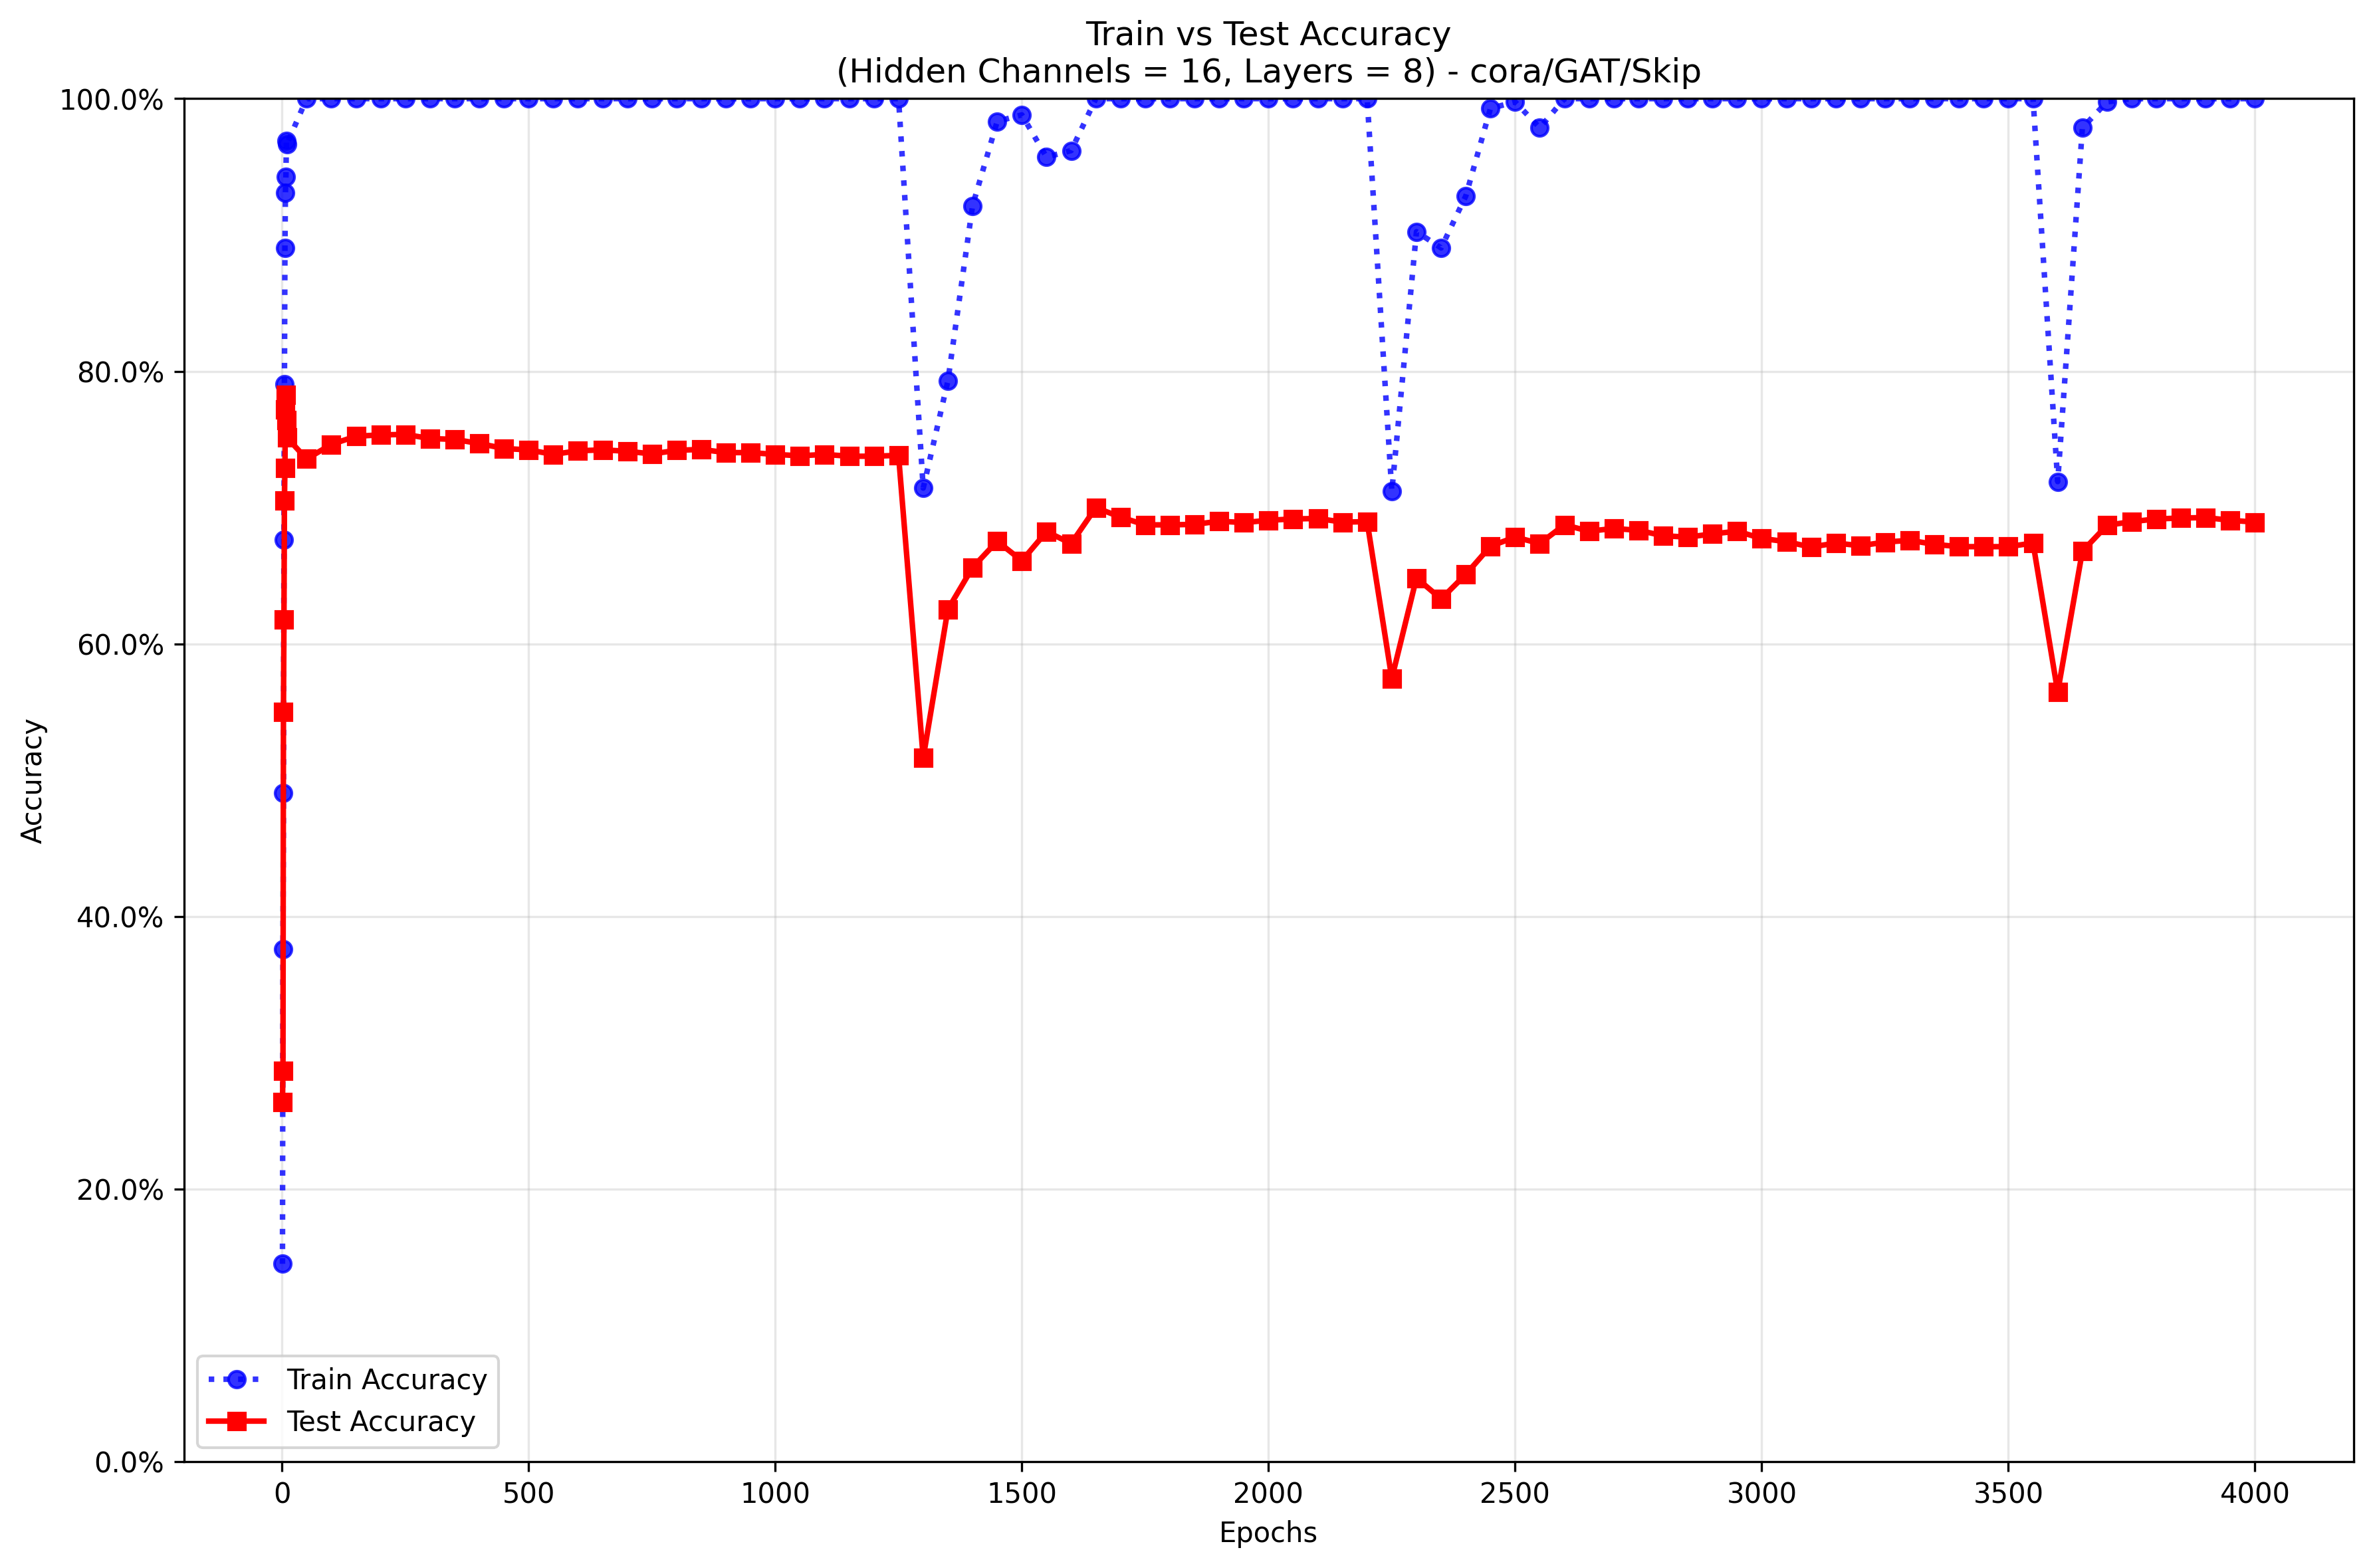 Train vs Test Accuracy
(Hidden Channels = 16, Layers = 8) - cora/GAT/Skip
100.0%
80.0%
60.0%
40.0%
20.0%
0.0%
Accuracy
Train Accuracy
Test Accuracy
0 500 1000 1500 2000 2500 3000 3500 4000
Epochs